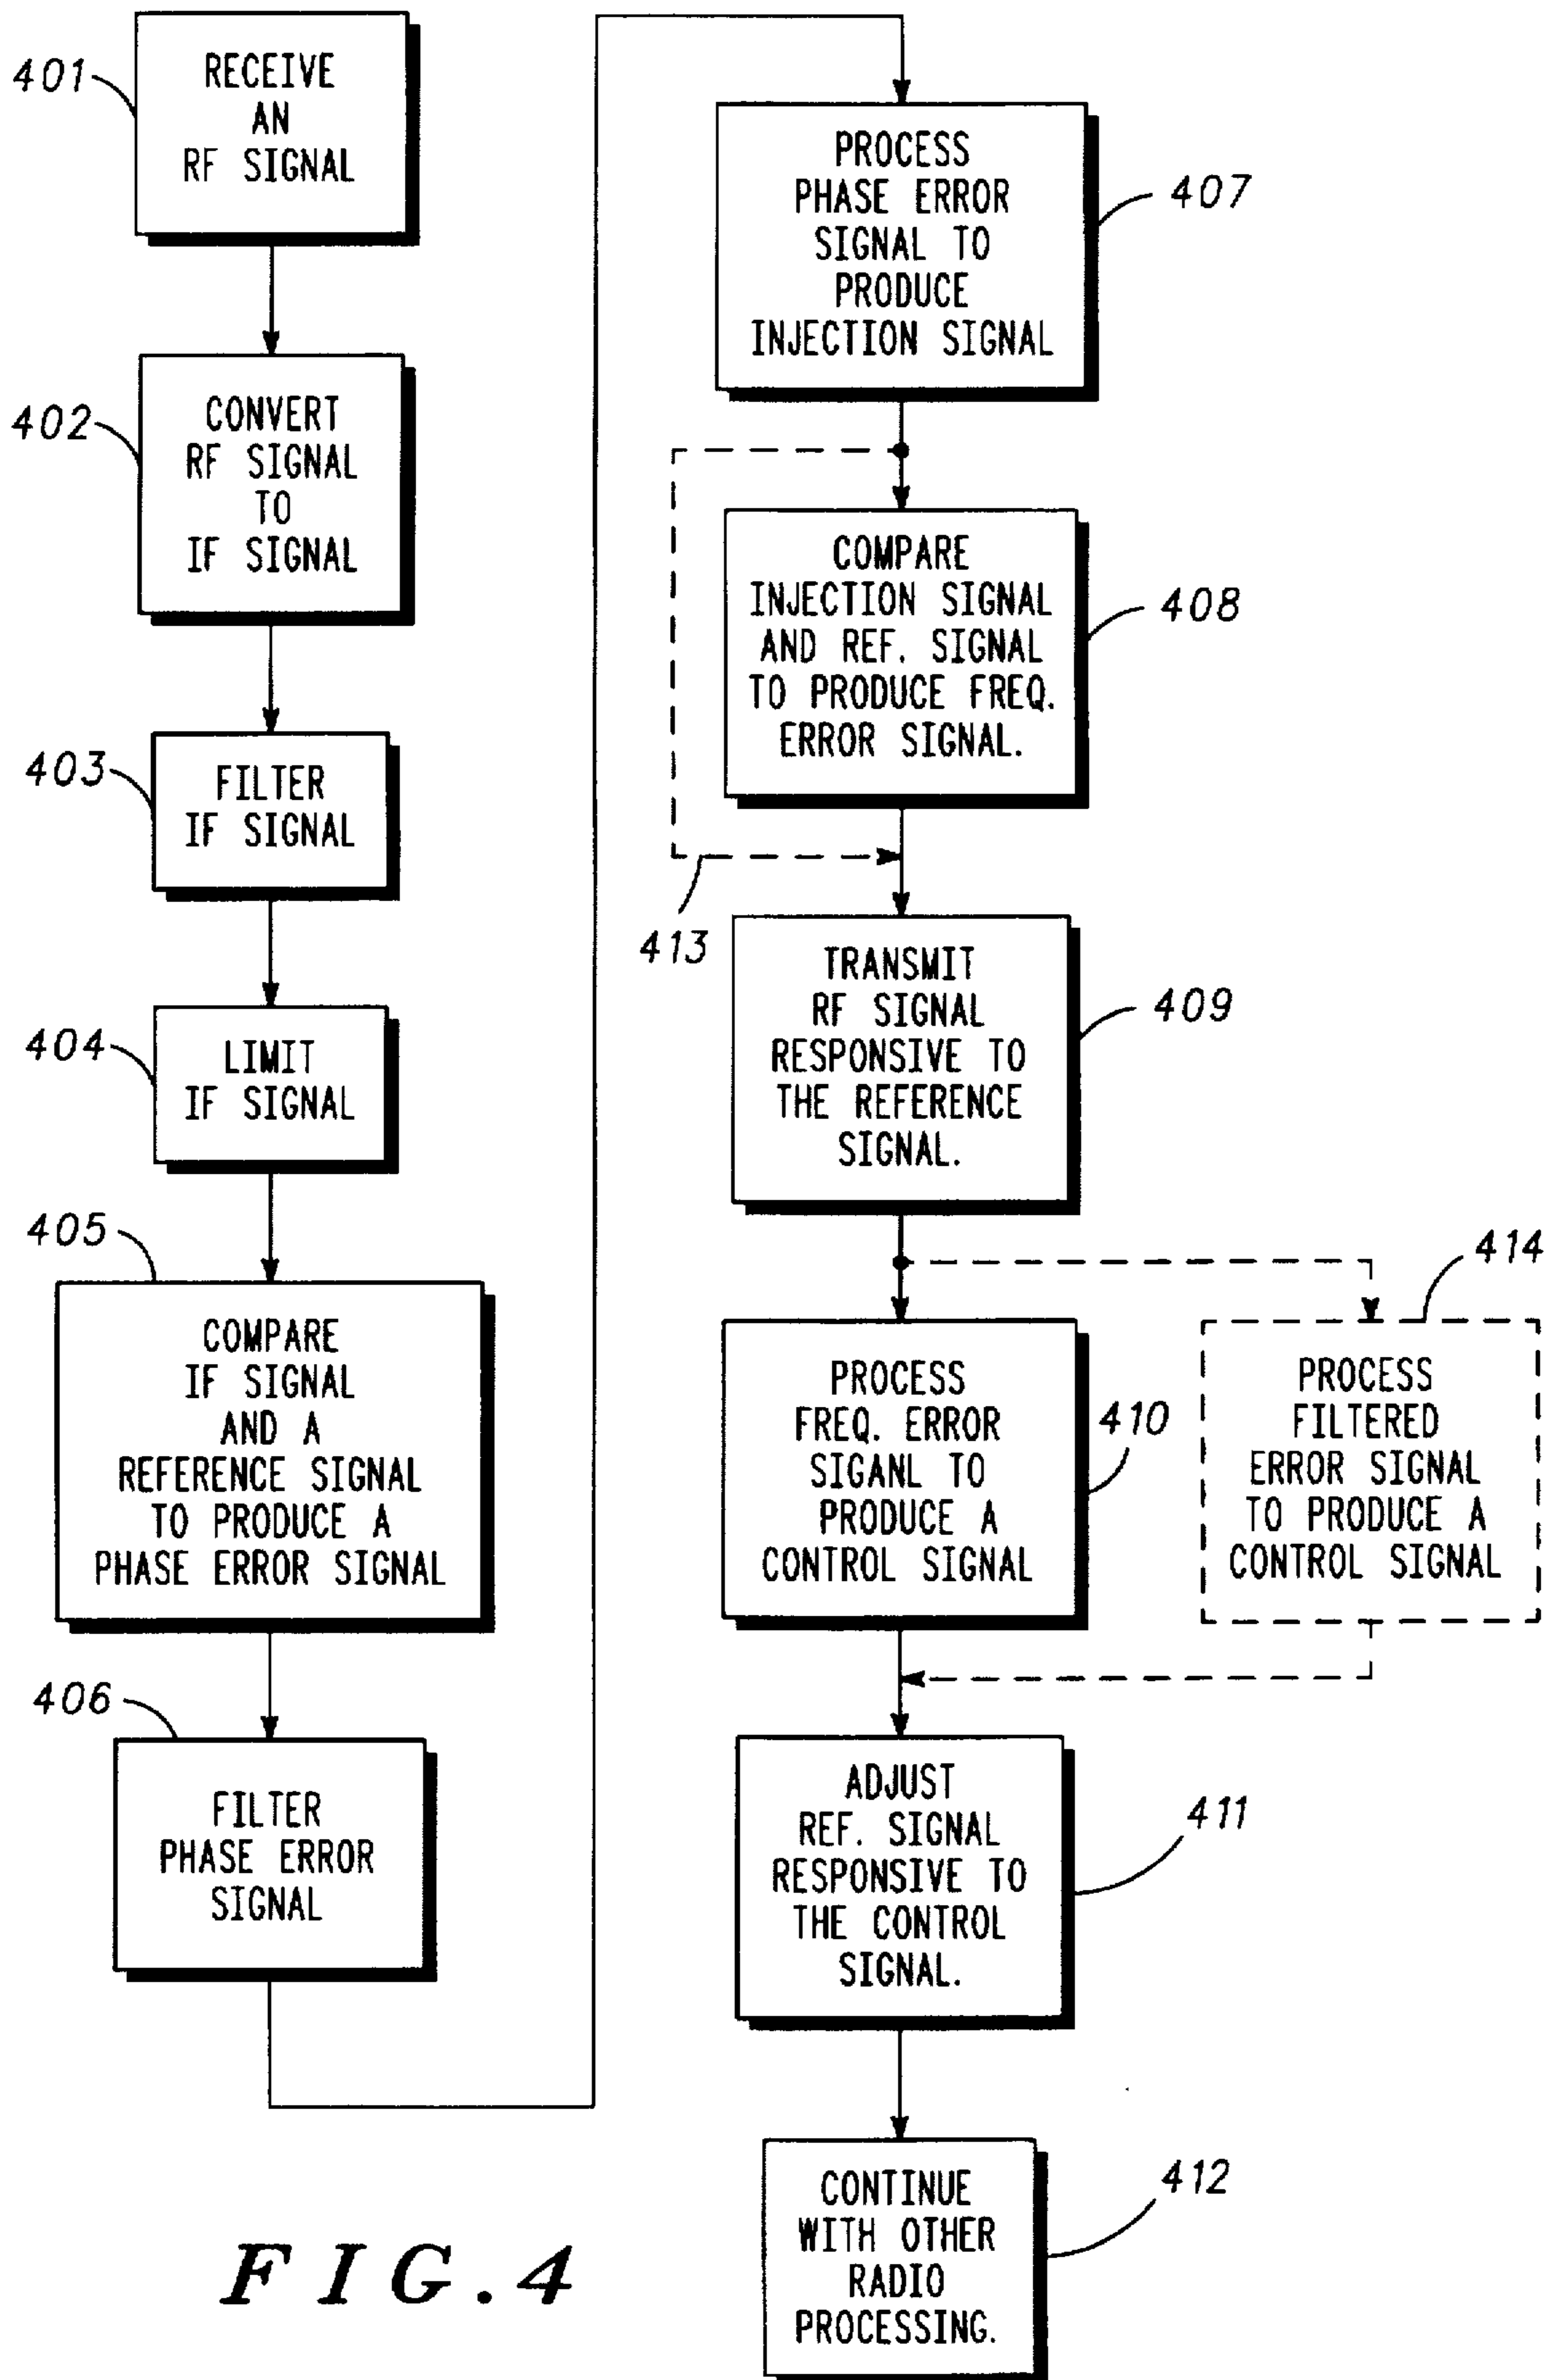 401
RECEIVE
AN
RF SIGNAL
402
CONVERT
RF SIGNAL
TO
IF SIGNAL
403
FILTER
IF SIGNAL
404
LIMIT
IF SIGNAL
405
COMPARE
IF SIGNAL
AND A
REFERENCE SIGNAL
TO PRODUCE A
PHASE ERROR SIGNAL
406
FILTER
PHASE ERROR
SIGNAL
PROCESS
PHASE ERROR
SIGNAL TO
PRODUCE
INJECTION SIGNAL
407
COMPARE
INJECTION SIGNAL
AND REF. SIGNAL
TO PRODUCE FREQ.
ERROR SIGNAL.
408
413
TRANSMIT
RF SIGNAL
RESPONSIVE TO
THE REFERENCE
SIGNAL.
409
PROCESS
FREQ. ERROR
SIGANL TO
PRODUCE A
CONTROL SIGNAL
410
414
PROCESS
FILTERED
ERROR SIGNAL
TO PRODUCE A
CONTROL SIGNAL
ADJUST
REF. SIGNAL
RESPONSIVE TO
THE CONTROL
SIGNAL.
411
CONTINUE
WITH OTHER
RADIO
PROCESSING.
412
FIG.4